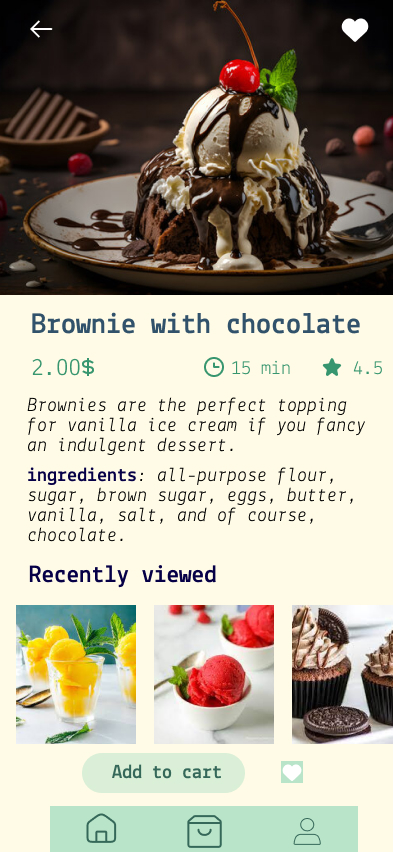 Brownie with chocolate
2.00$ 15 min 4.5
Brownies are the perfect topping
for vanilla ice cream if you fancy
an indulgent dessert.
ingredients: all-purpose flour,
sugar, brown sugar, eggs, butter,
vanilla, salt, and of course,
chocolate.
Recently viewed
Add to cart